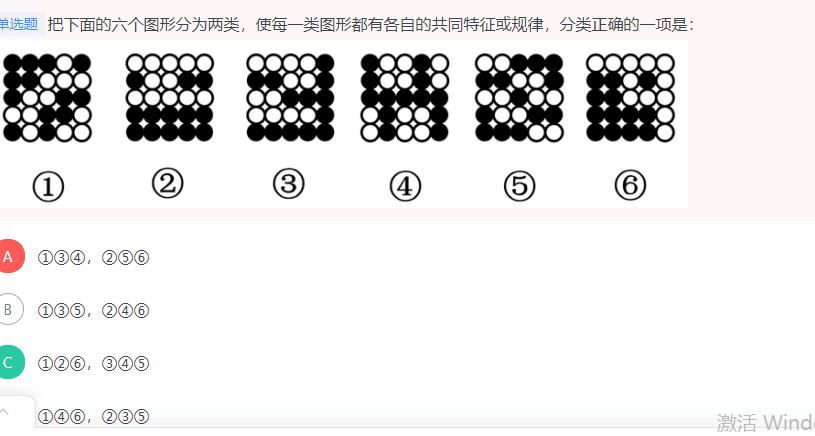 单选题 把下面的六个图形分为两类，使每一类图形都有各自的共同特征或规律，分类正确的一项是：
① ② ③ ④ ⑤ ⑥
A ①③④，②⑤⑥
B ①③⑤，②④⑥
C ①②⑥，③④⑤
①④⑥，②③⑤
激活 Windo